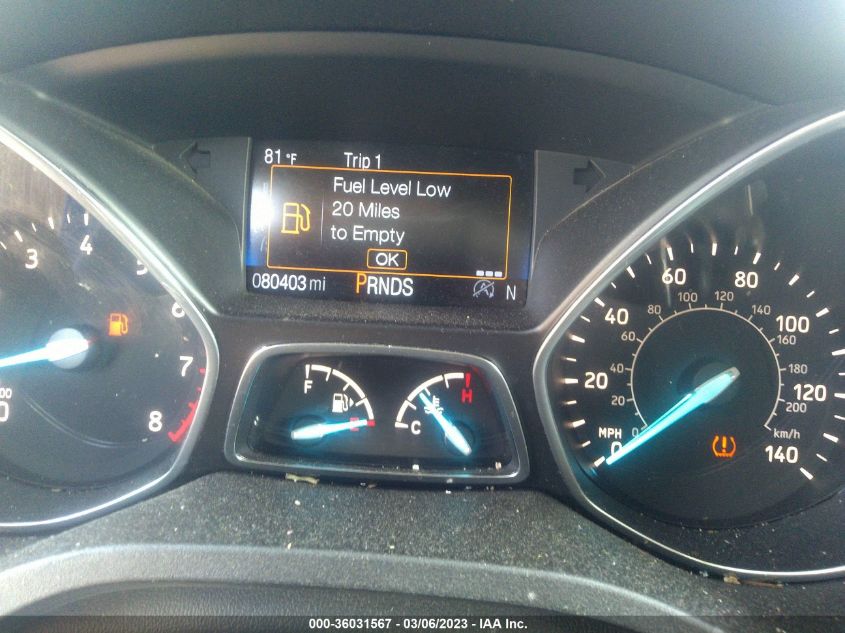 81 °F Trip 1
Fuel Level Low
20 Miles
to Empty
OK
080403 mi PRNDS N
3 4 5 6 7 8
F E
C H
0 20 40 60 80 100 120 140
MPH
0 20 40 60 80 100 120 140 160 180 200
km/h
000-36031567 / 03/06/2023 - IAA Inc.